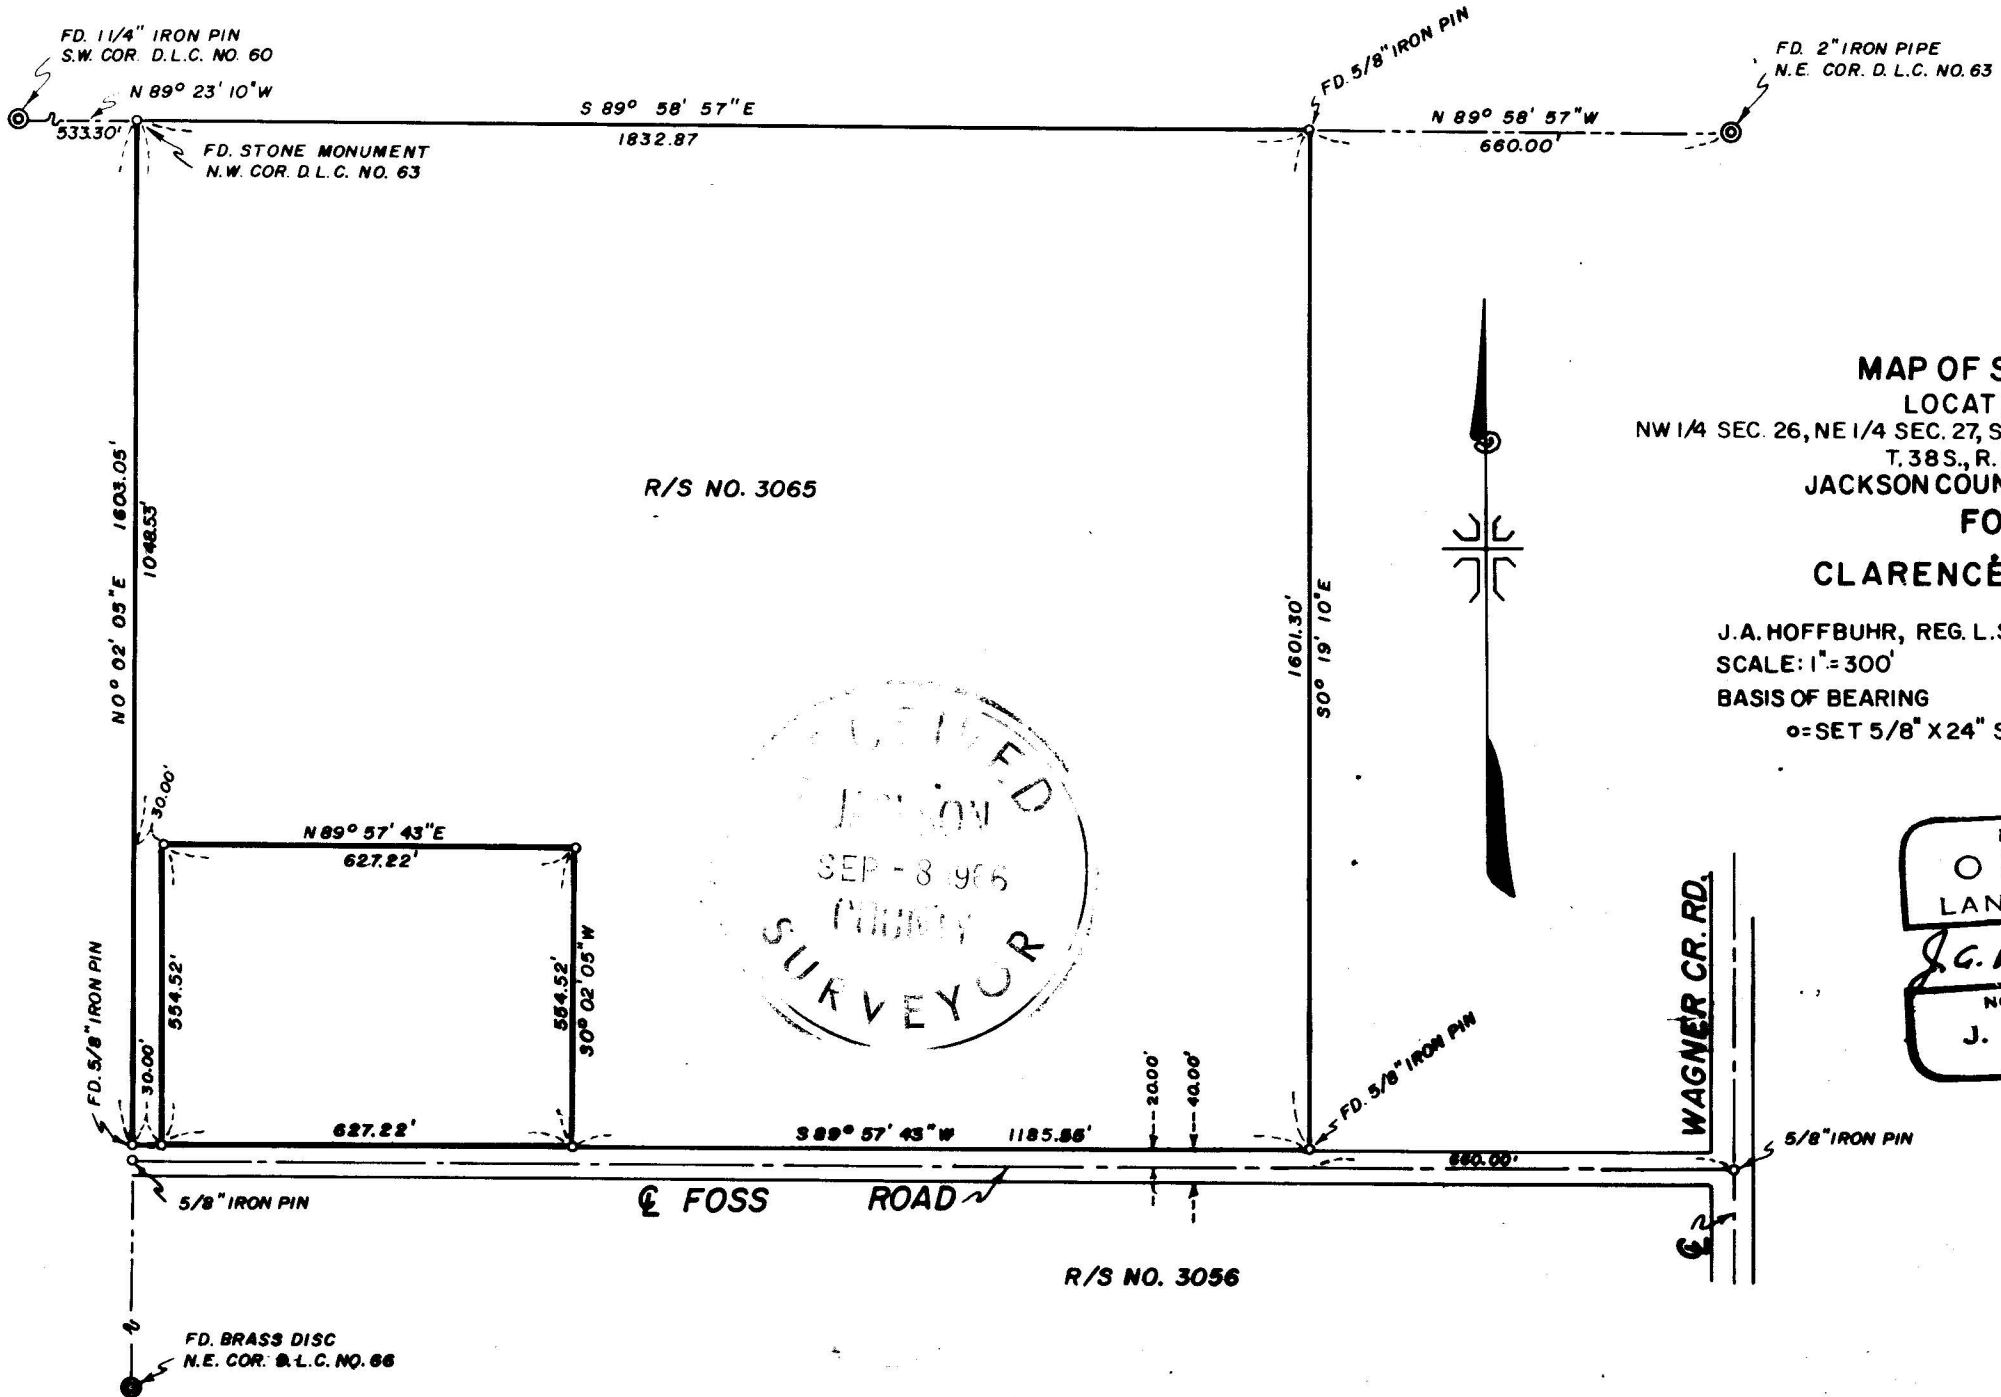 FD. 1 1/4" IRON PIN
S.W. COR. D.L.C. NO. 60
N 89° 23' 10" W
533.30'
FD. STONE MONUMENT
N.W. COR. D.L.C. NO. 63
S 89° 58' 57" E
1832.87
FD. 5/8" IRON PIN
N 89° 58' 57" W
660.00'
FD. 2" IRON PIPE
N.E. COR. D.L.C. NO. 63
N 0° 02' 05" E 1603.05'
1048.53'
R/S NO. 3065
1601.30'
S 0° 19' 10" E
MAP OF S
LOCAT
NW 1/4 SEC. 26, NE 1/4 SEC. 27, S
T. 38 S., R.
JACKSON COUN
FO
CLARENCE
J.A. HOFFBUHR, REG. L.S
SCALE: 1" = 300'
BASIS OF BEARING
o = SET 5/8" X 24" S
30.00'
N 89° 57' 43" E
627.22'
554.52'
554.52'
S 0° 02' 05" W
SEP - 8
SURVEYOR
FD. 5/8" IRON PIN
30.00'
627.22'
S 89° 57' 43" W
20.00'
40.00'
FD. 5/8" IRON PIN
660.00'
WAGNER CR. RD.
5/8" IRON PIN
5/8" IRON PIN
℄ FOSS ROAD
℄
R/S NO. 3056
FD. BRASS DISC
N.E. COR. D.L.C. NO. 66
O
LAN
J.